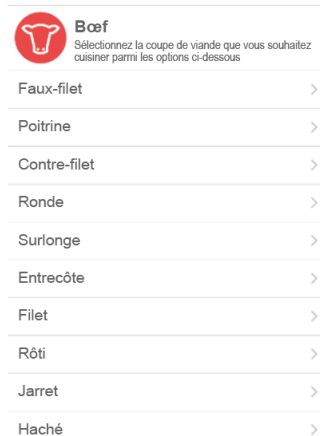 Bœuf
Sélectionnez la coupe de viande que vous souhaitez
cuisiner parmi les options ci-dessous
Faux-filet
Poitrine
Contre-filet
Ronde
Surlonge
Entrecôte
Filet
Rôti
Jarret
Haché